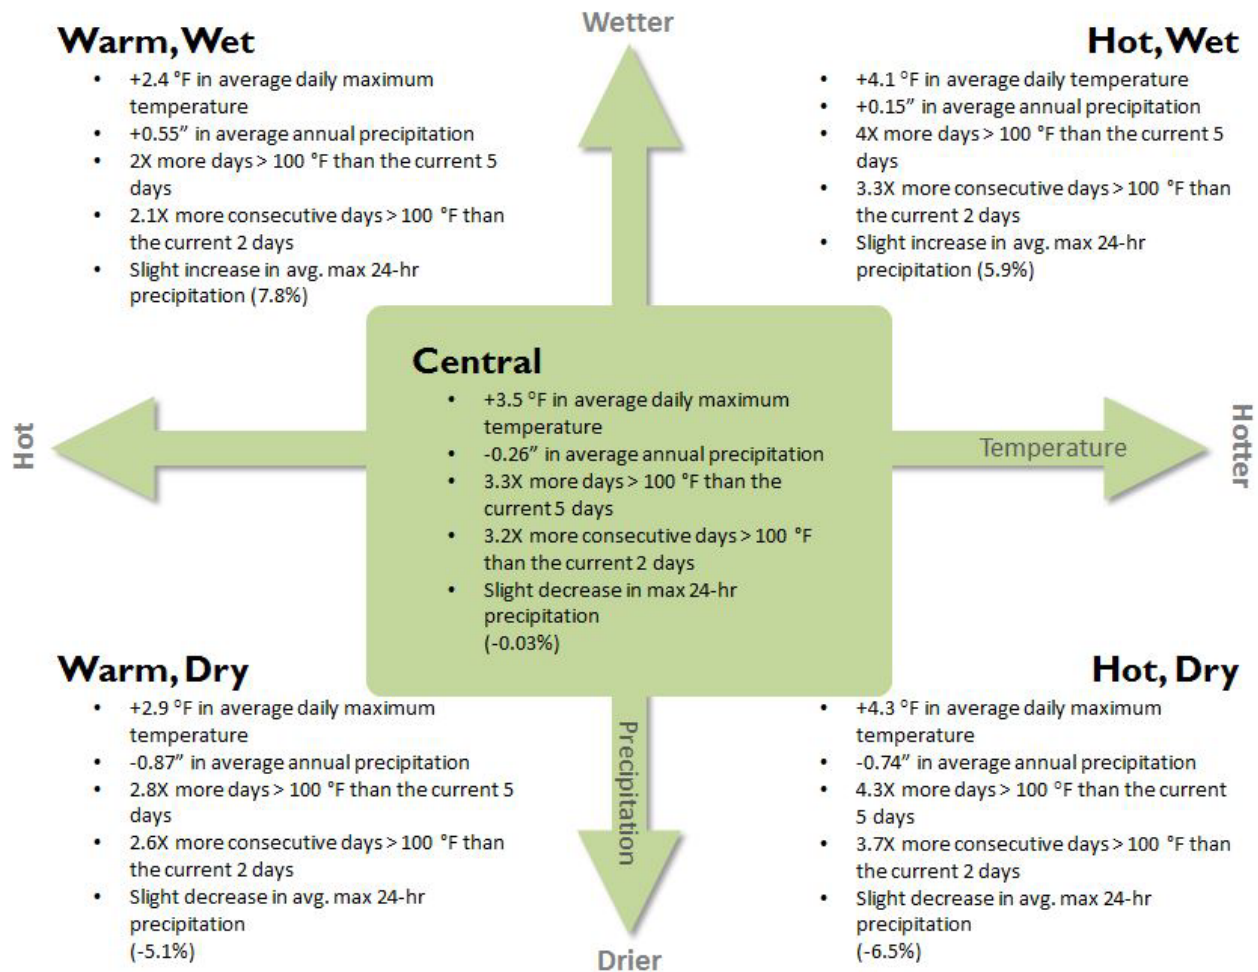 Wetter
Warm, Wet
• +2.4 °F in average daily maximum
temperature
• +0.55” in average annual precipitation
• 2X more days > 100 °F than the current 5
days
• 2.1X more consecutive days > 100 °F than
the current 2 days
• Slight increase in avg. max 24-hr
precipitation (7.8%)
Hot, Wet
• +4.1 °F in average daily temperature
• +0.15” in average annual precipitation
• 4X more days > 100 °F than the current 5
days
• 3.3X more consecutive days > 100 °F than
the current 2 days
• Slight increase in avg. max 24-hr
precipitation (5.9%)
Hot
Central
• +3.5 °F in average daily maximum
temperature
• -0.26” in average annual precipitation
• 3.3X more days > 100 °F than the
current 5 days
• 3.2X more consecutive days > 100 °F
than the current 2 days
• Slight decrease in max 24-hr
precipitation
(-0.03%)
Temperature
Hotter
Warm, Dry
• +2.9 °F in average daily maximum
temperature
• -0.87” in average annual precipitation
• 2.8X more days > 100 °F than the current 5
days
• 2.6X more consecutive days > 100 °F than
the current 2 days
• Slight decrease in avg. max 24-hr
precipitation
(-5.1%)
Precipitation
Hot, Dry
• +4.3 °F in average daily maximum
temperature
• -0.74” in average annual precipitation
• 4.3X more days > 100 °F than the current
5 days
• 3.7X more consecutive days > 100 °F than
the current 2 days
• Slight decrease in avg. max 24-hr
precipitation
(-6.5%)
Drier